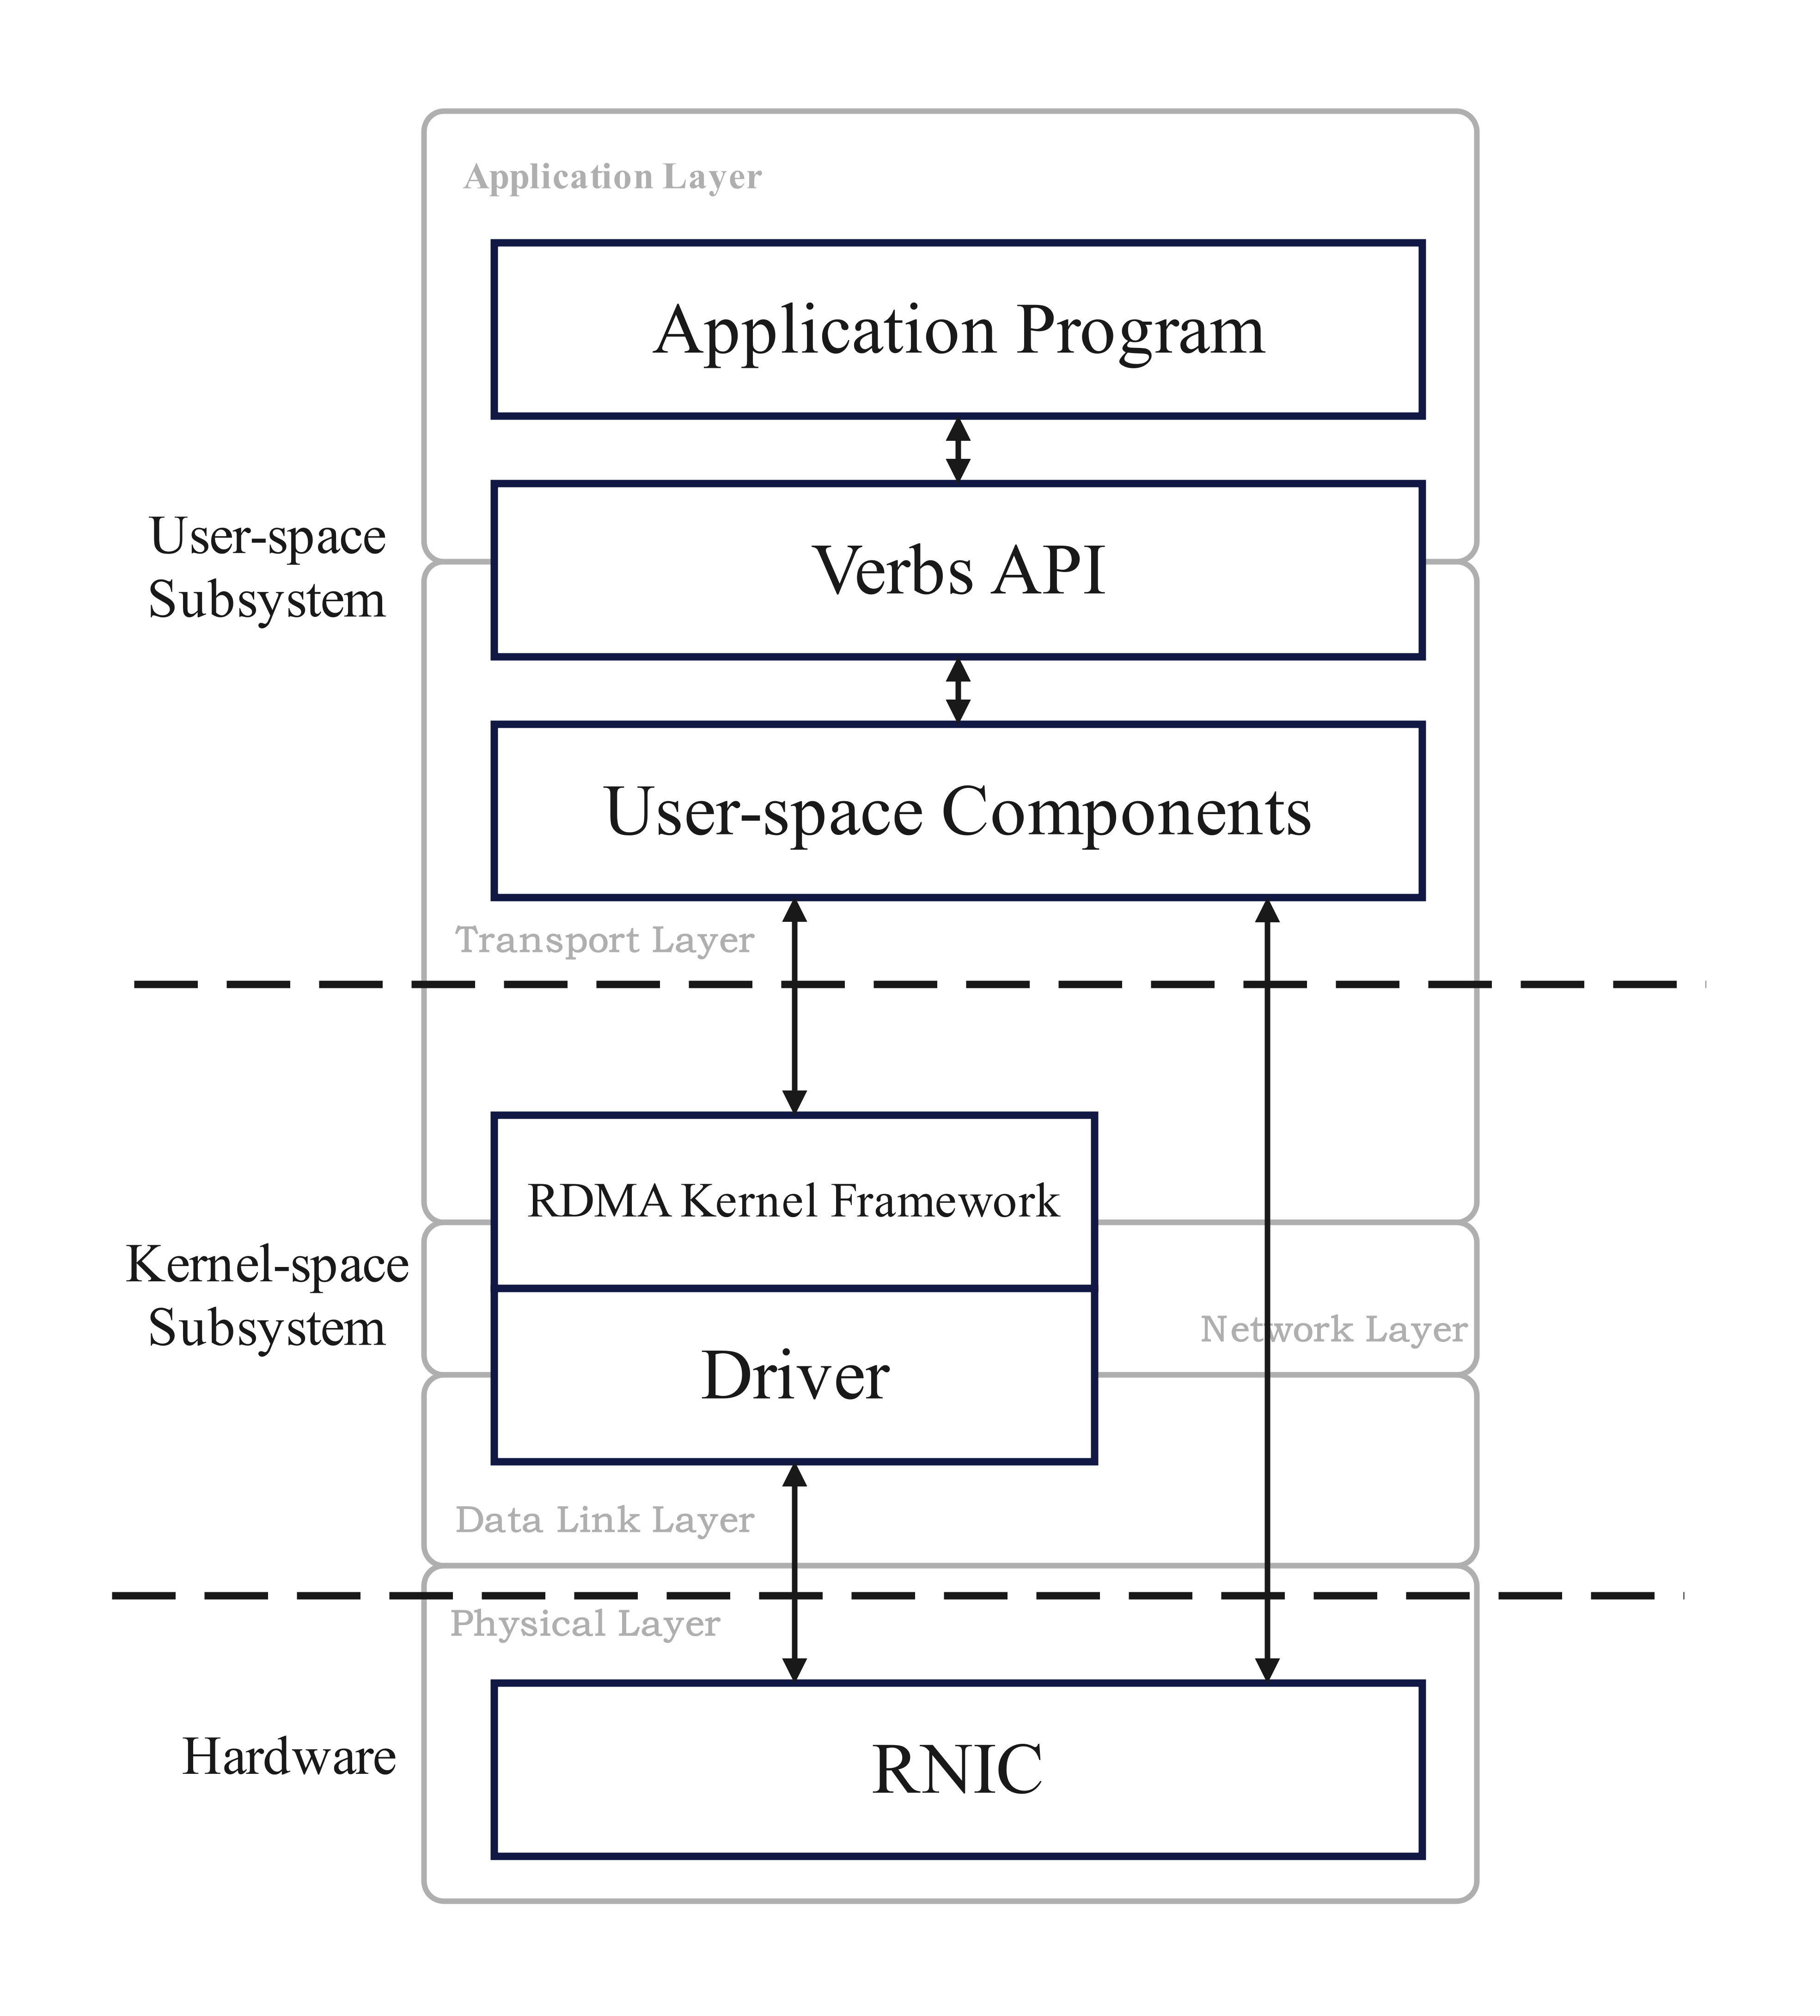 Application Layer
Application Program
Verbs API
User-space
Subsystem
User-space Components
Transport Layer
RDMA Kernel Framework
Kernel-space
Subsystem
Network Layer
Driver
Data Link Layer
Physical Layer
Hardware
RNIC